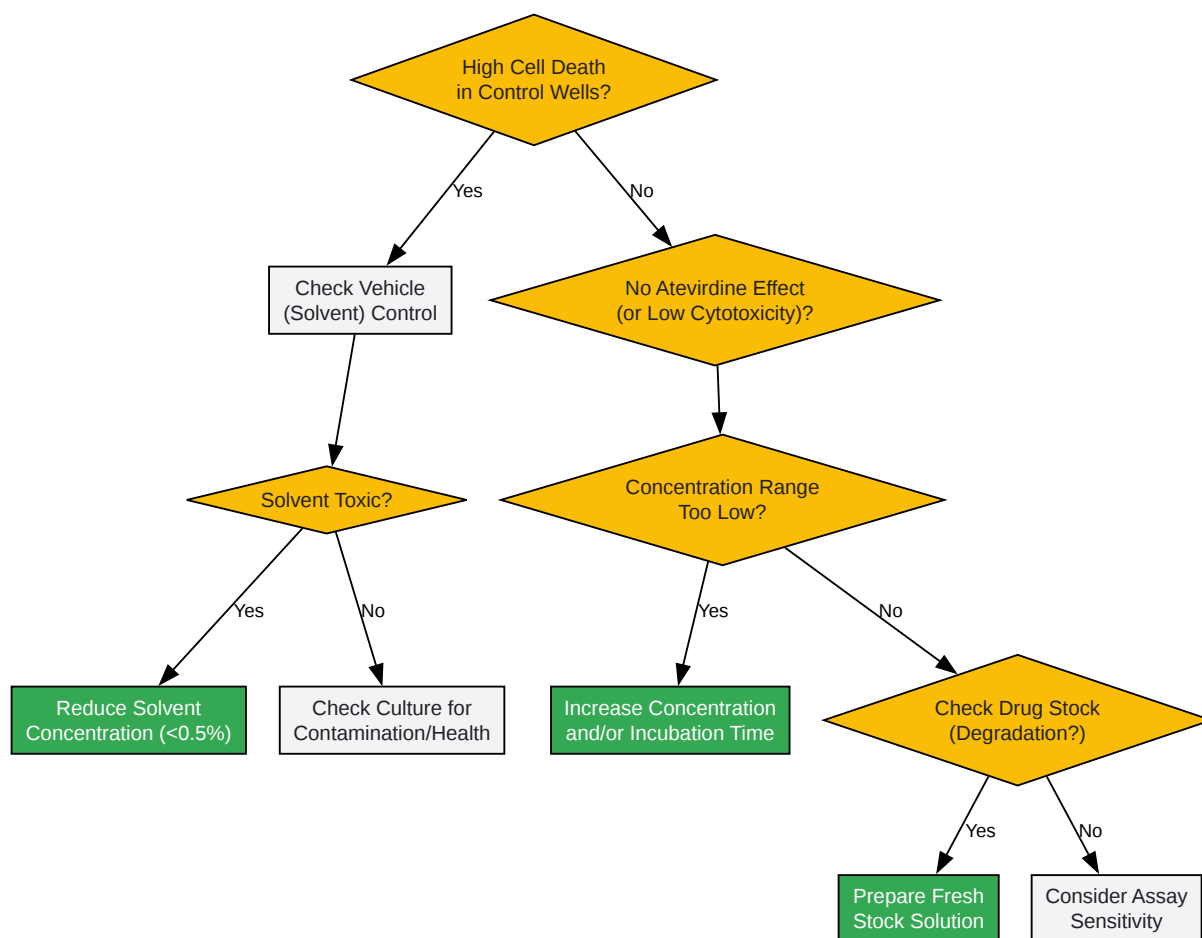 High Cell Death
in Control Wells?
Yes
No
Check Vehicle
(Solvent) Control
No Atevirdine Effect
(or Low Cytotoxicity)?
Solvent Toxic?
Concentration Range
Too Low?
Yes
No
Yes
No
Reduce Solvent
Concentration (<0.5%)
Check Culture for
Contamination/Health
Increase Concentration
and/or Incubation Time
Check Drug Stock
(Degradation?)
Yes
No
Prepare Fresh
Stock Solution
Consider Assay
Sensitivity